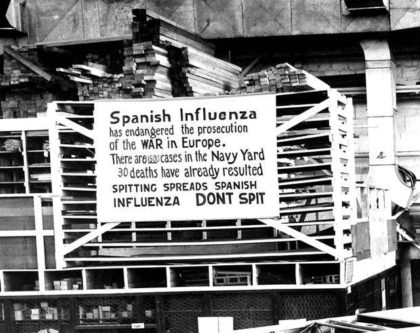 Spanish Influenza
has endangered the prosecution
of the WAR in Europe.
There are 1500 cases in the Navy Yard
30 deaths have already resulted
SPITTING SPREADS SPANISH
INFLUENZA DONT SPIT